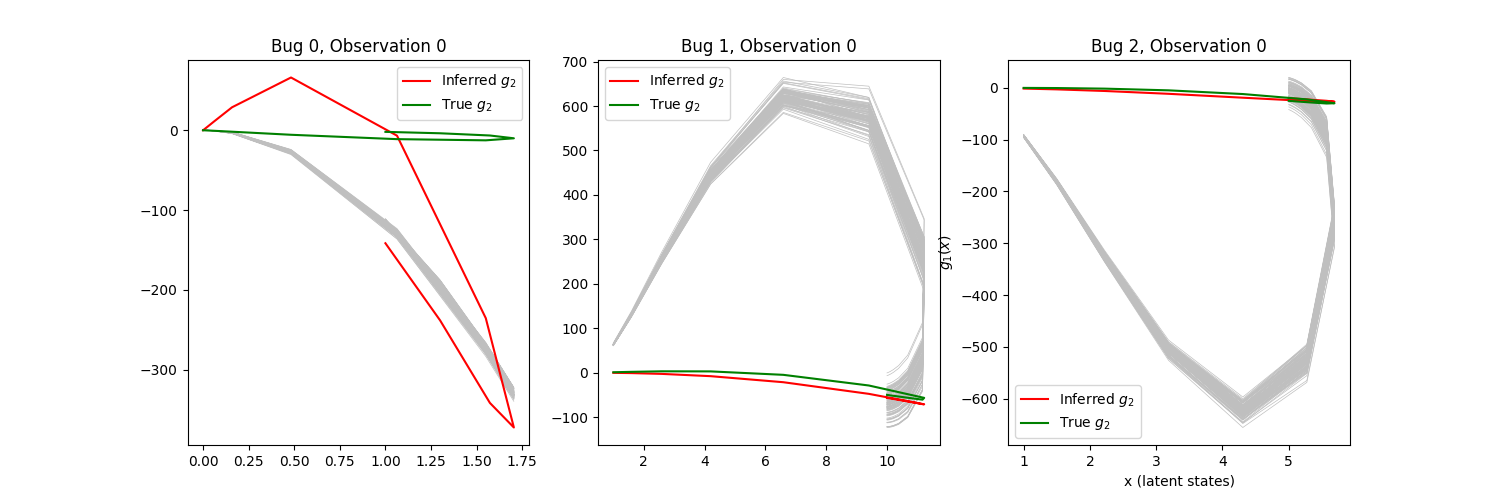 Bug 0, Observation 0
Inferred g₂
True g₂
0
−100
−200
−300
0.00 0.25 0.50 0.75 1.00 1.25 1.50 1.75
Bug 1, Observation 0
Inferred g₂
True g₂
700
600
500
400
300
200
100
0
−100
2 4 6 8 10
Bug 2, Observation 0
g₁(x)
0
−100
−200
−300
−400
−500
−600
Inferred g₂
True g₂
1 2 3 4 5
x (latent states)